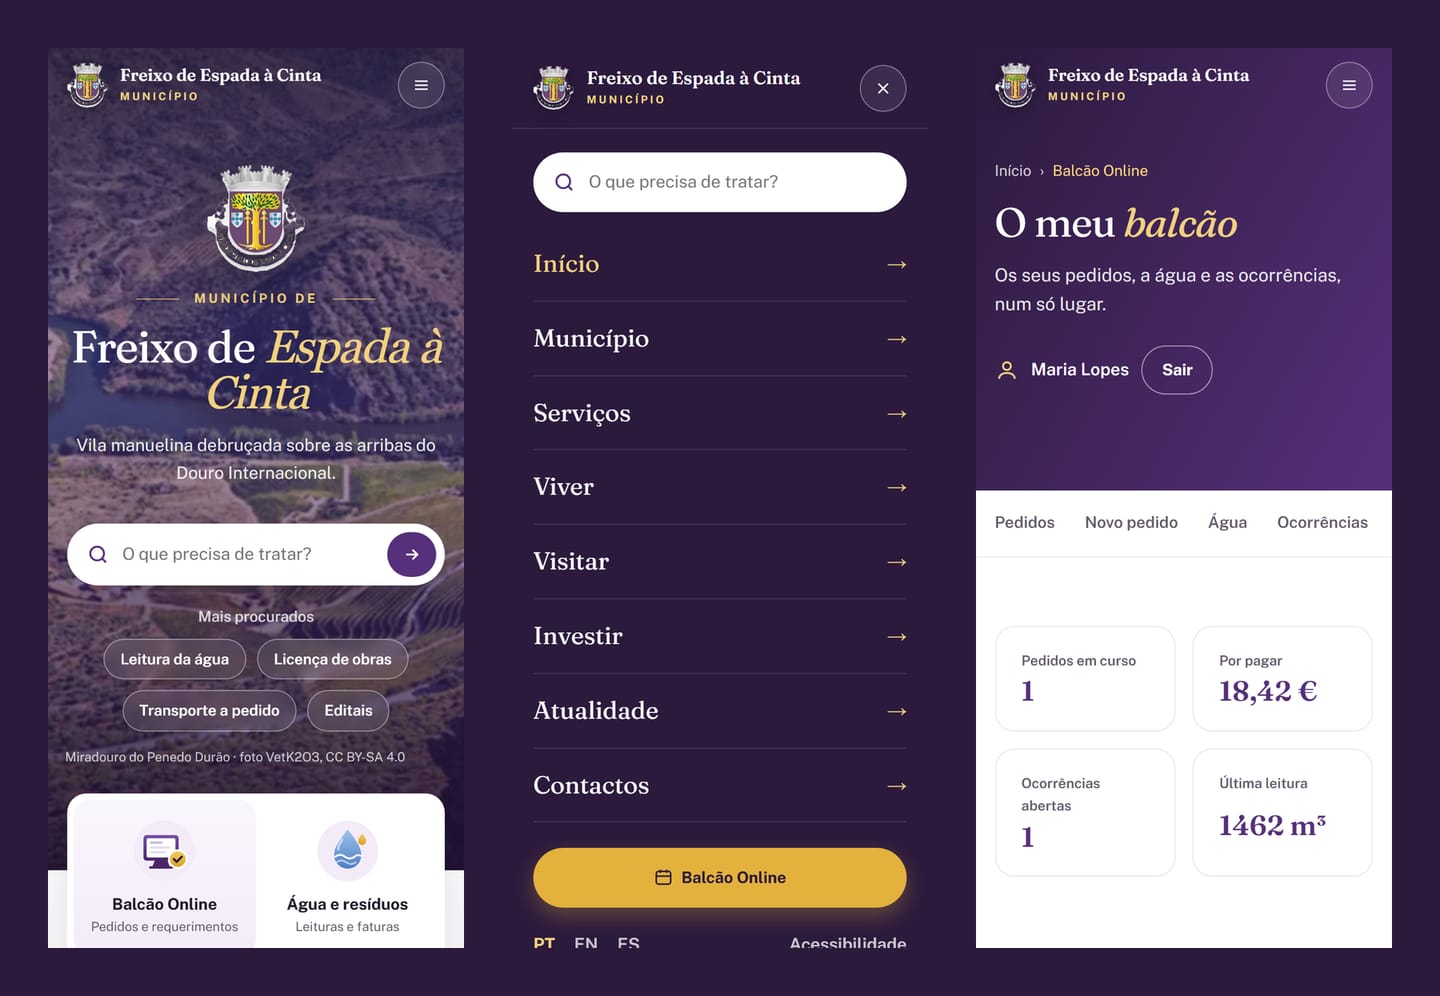 Freixo de Espada à Cinta
MUNICÍPIO
MUNICÍPIO DE
Freixo de Espada à
Cinta
Vila manuelina debruçada sobre as arribas do
Douro Internacional.
O que precisa de tratar?
Mais procurados
Leitura da água
Licença de obras
Transporte a pedido
Editais
Miradouro do Penedo Durão · foto VetK2O3, CC BY-SA 4.0
Balcão Online
Pedidos e requerimentos
Água e resíduos
Leituras e faturas
Freixo de Espada à Cinta
MUNICÍPIO
O que precisa de tratar?
Início
Município
Serviços
Viver
Visitar
Investir
Atualidade
Contactos
Balcão Online
PT EN ES
Acessibilidade
Freixo de Espada à Cinta
MUNICÍPIO
Início › Balcão Online
O meu balcão
Os seus pedidos, a água e as ocorrências,
num só lugar.
Maria Lopes
Sair
Pedidos
Novo pedido
Água
Ocorrências
Pedidos em curso
1
Por pagar
18,42 €
Ocorrências
abertas
1
Última leitura
1462 m³